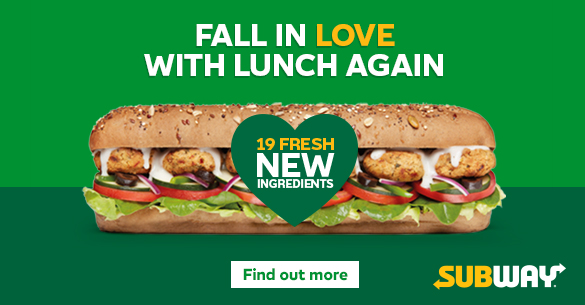 FALL IN LOVE
WITH LUNCH AGAIN
19 FRESH
NEW
INGREDIENTS
Find out more
SUBWAY